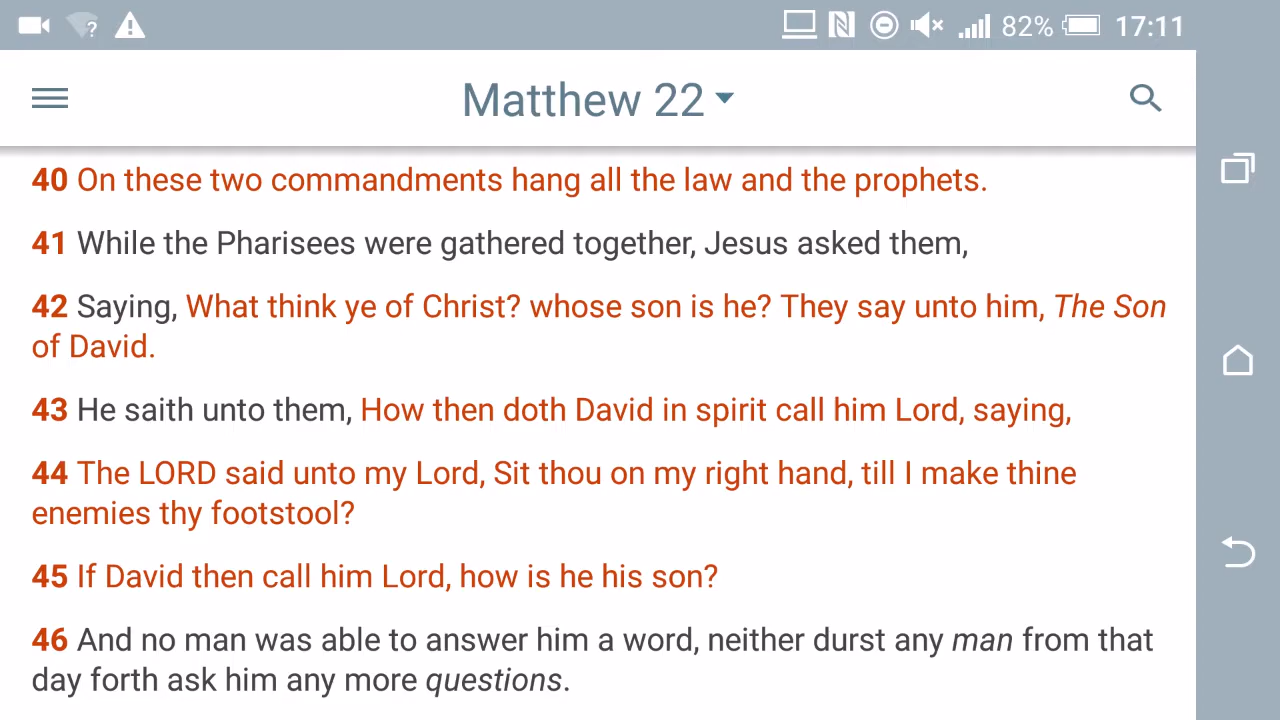 82% 17:11
Matthew 22
40 On these two commandments hang all the law and the prophets.
41 While the Pharisees were gathered together, Jesus asked them,
42 Saying, What think ye of Christ? whose son is he? They say unto him, The Son
of David.
43 He saith unto them, How then doth David in spirit call him Lord, saying,
44 The LORD said unto my Lord, Sit thou on my right hand, till I make thine
enemies thy footstool?
45 If David then call him Lord, how is he his son?
46 And no man was able to answer him a word, neither durst any man from that
day forth ask him any more questions.